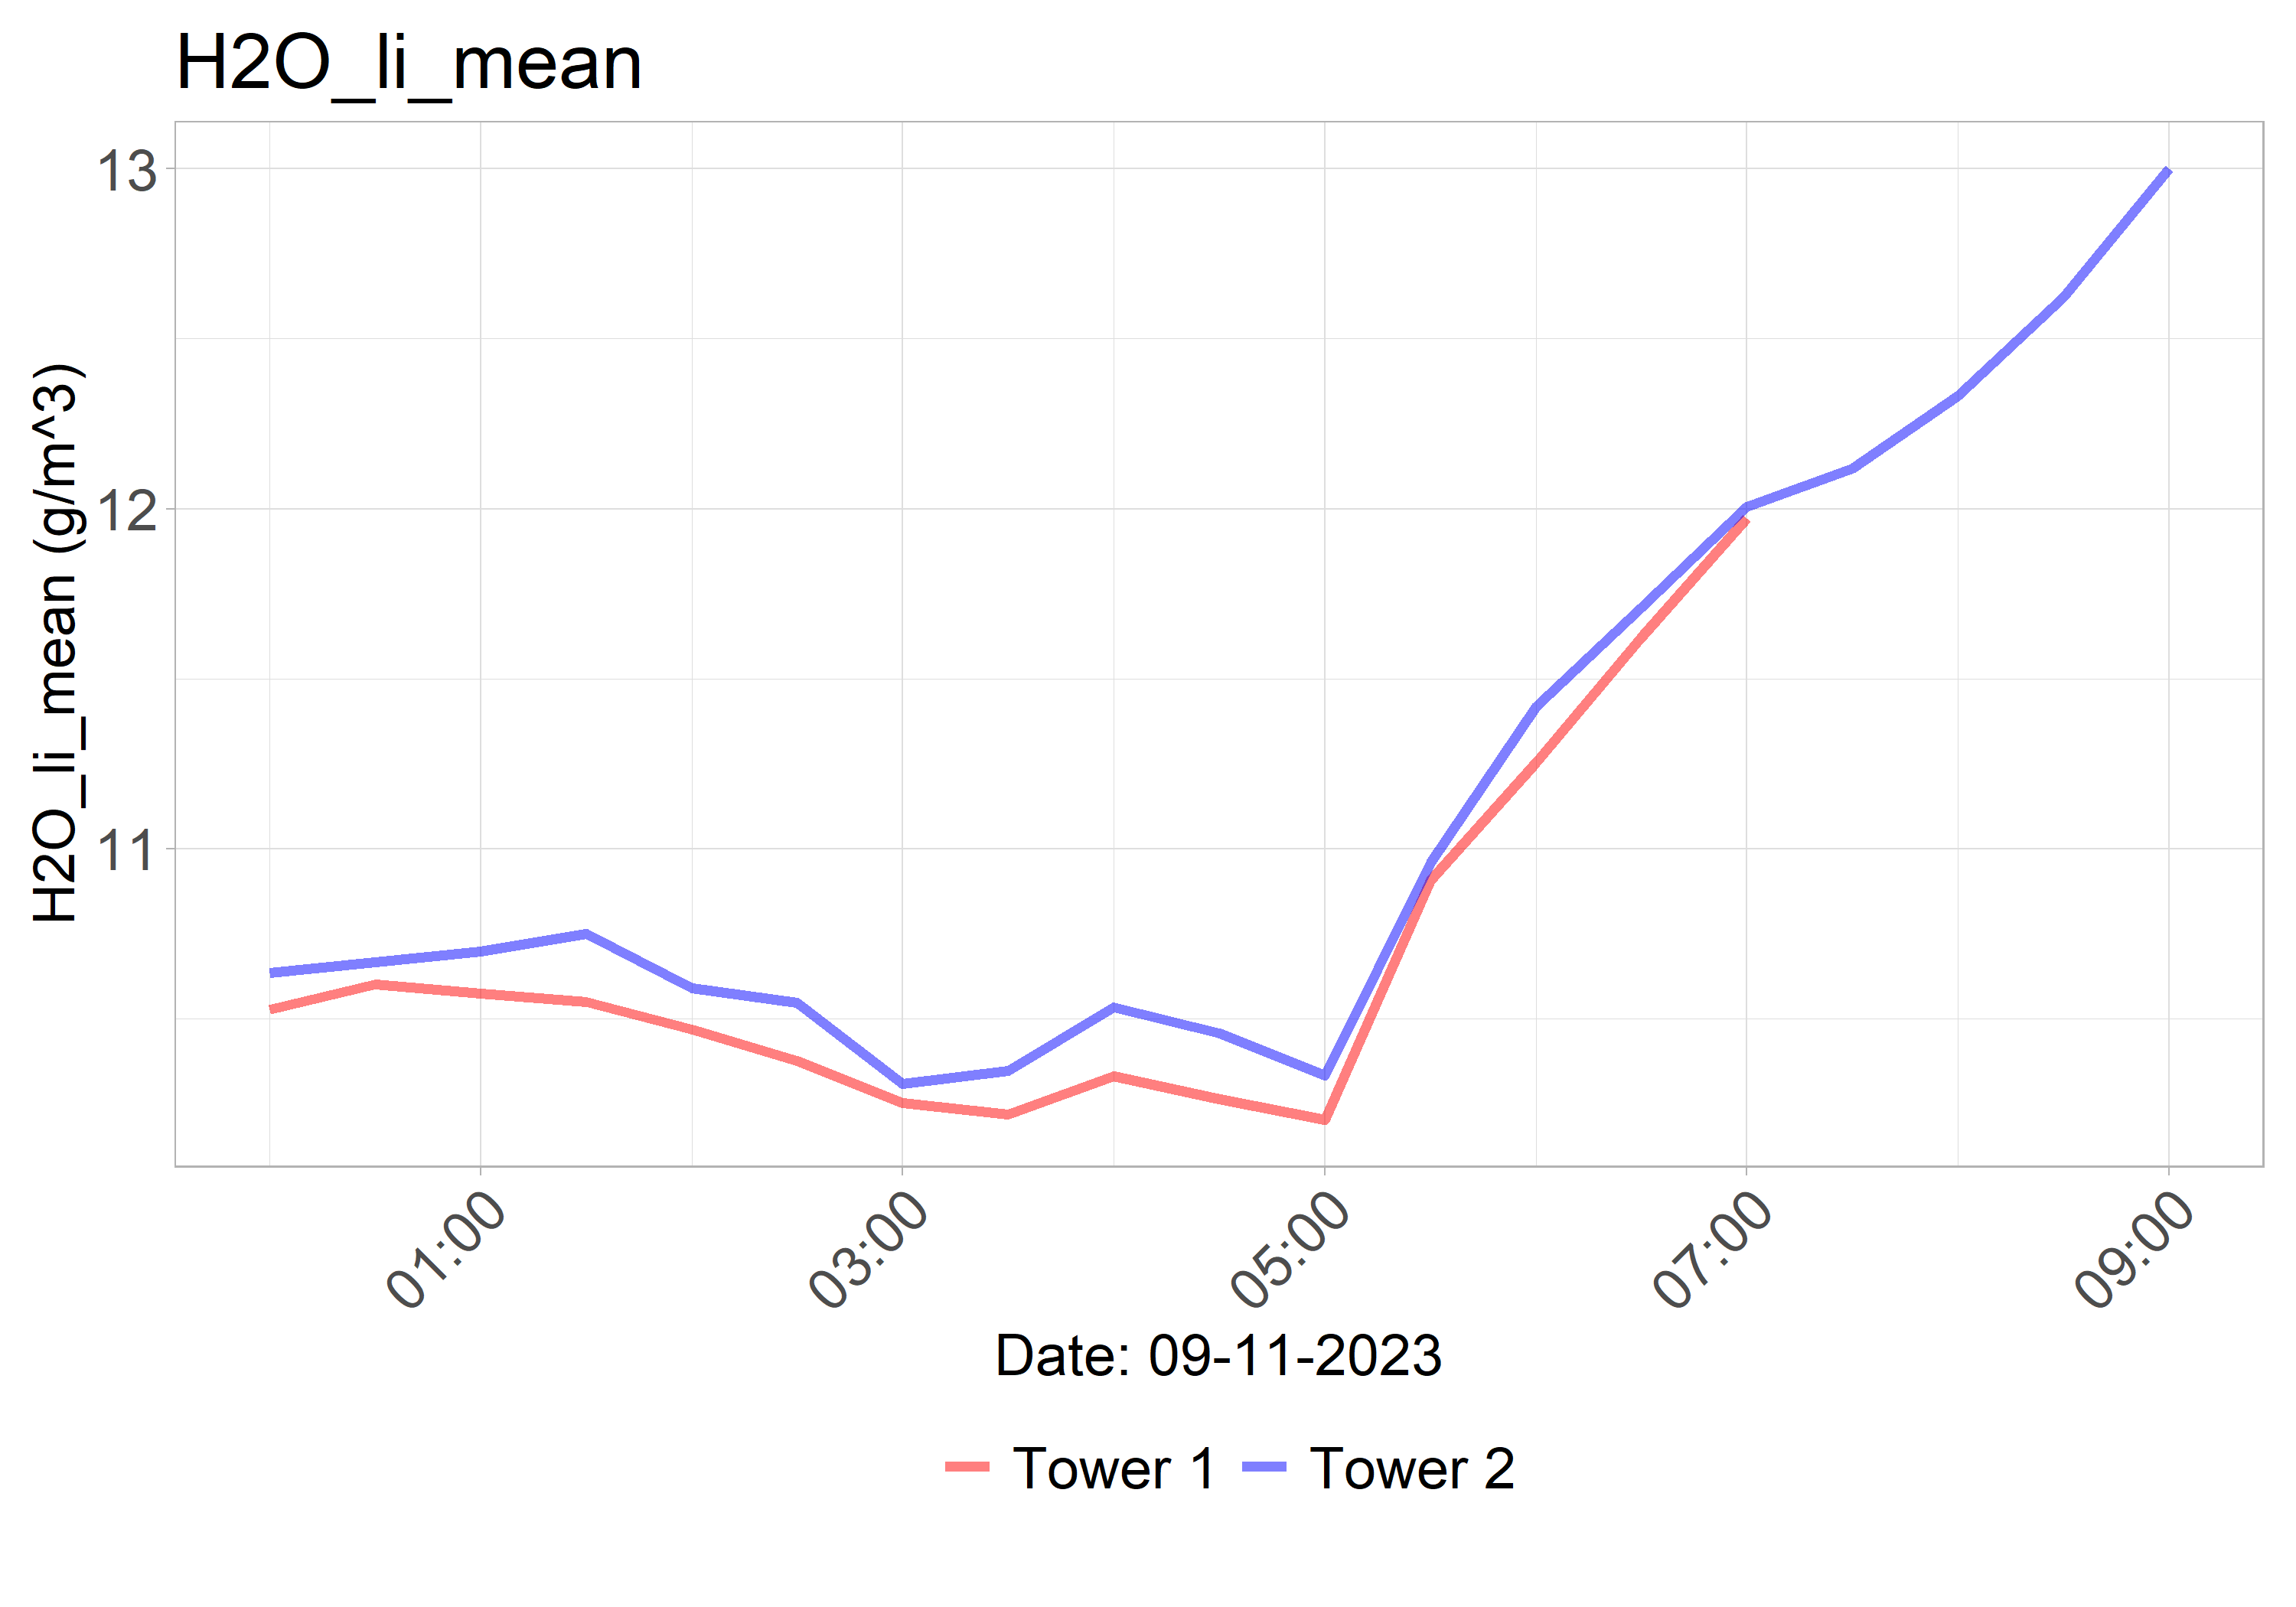 H2O_li_mean
H2O_li_mean (g/m^3)
13
12
11
01:00
03:00
05:00
07:00
09:00
Date: 09-11-2023
Tower 1
Tower 2